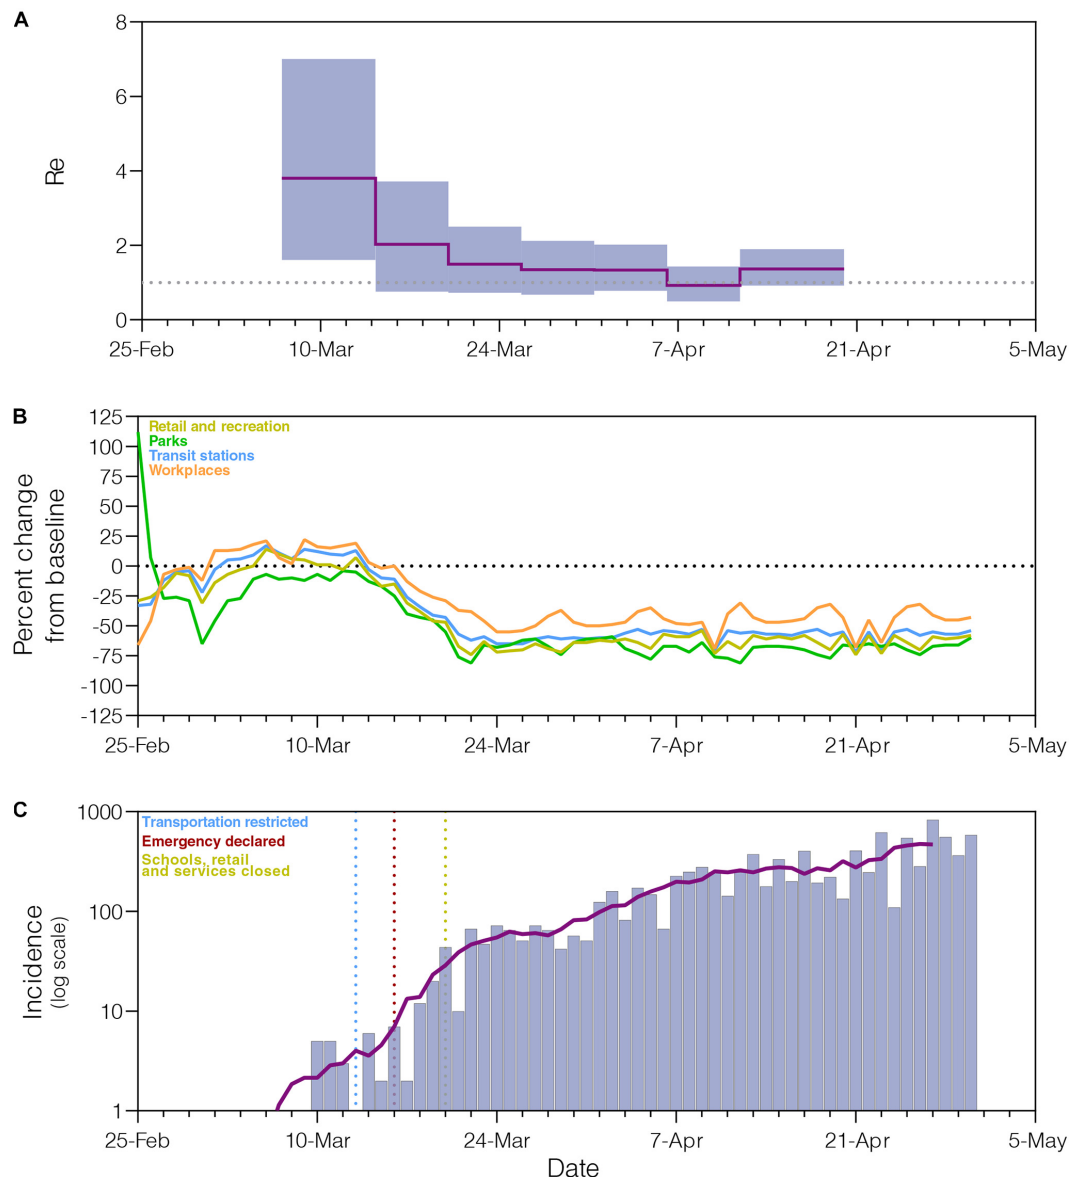 A
8
6
4
2
0
Re
25-Feb
10-Mar
24-Mar
7-Apr
21-Apr
5-May
B
125
100
75
50
25
0
-25
-50
-75
-100
-125
Percent change
from baseline
Retail and recreation
Parks
Transit stations
Workplaces
25-Feb
10-Mar
24-Mar
7-Apr
21-Apr
5-May
C
1000
100
10
1
Incidence
(log scale)
Transportation restricted
Emergency declared
Schools, retail
and services closed
25-Feb
10-Mar
24-Mar
7-Apr
21-Apr
5-May
Date